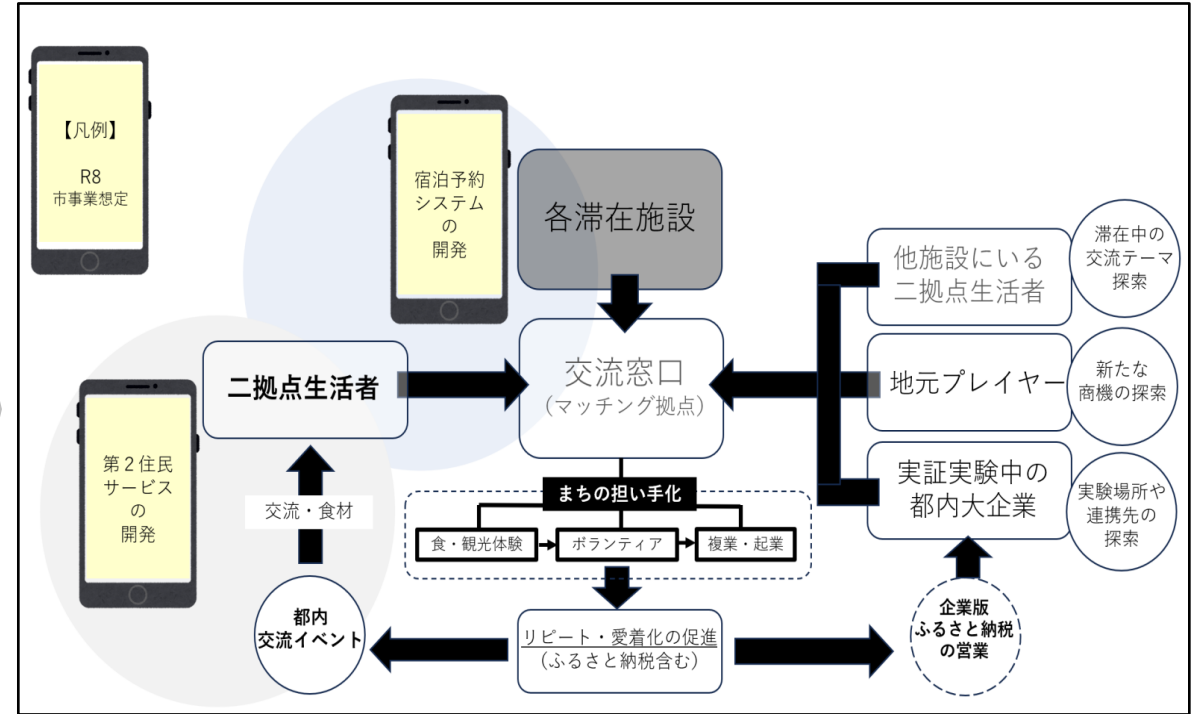 【凡例】
R8
市事業想定
宿泊予約
システム
の
開発
各滞在施設
他施設にいる
二拠点生活者
滞在中の
交流テーマ
探索
二拠点生活者
交流窓口
(マッチング拠点)
地元プレイヤー
新たな
商機の探索
第2住民
サービス
の
開発
交流・食材
まちの担い手化
食・観光体験
ボランティア
複業・起業
実証実験中の
都内大企業
実験場所や
連携先の
探索
都内
交流イベント
リピート・愛着化の促進
(ふるさと納税含む)
企業版
ふるさと納税
の営業